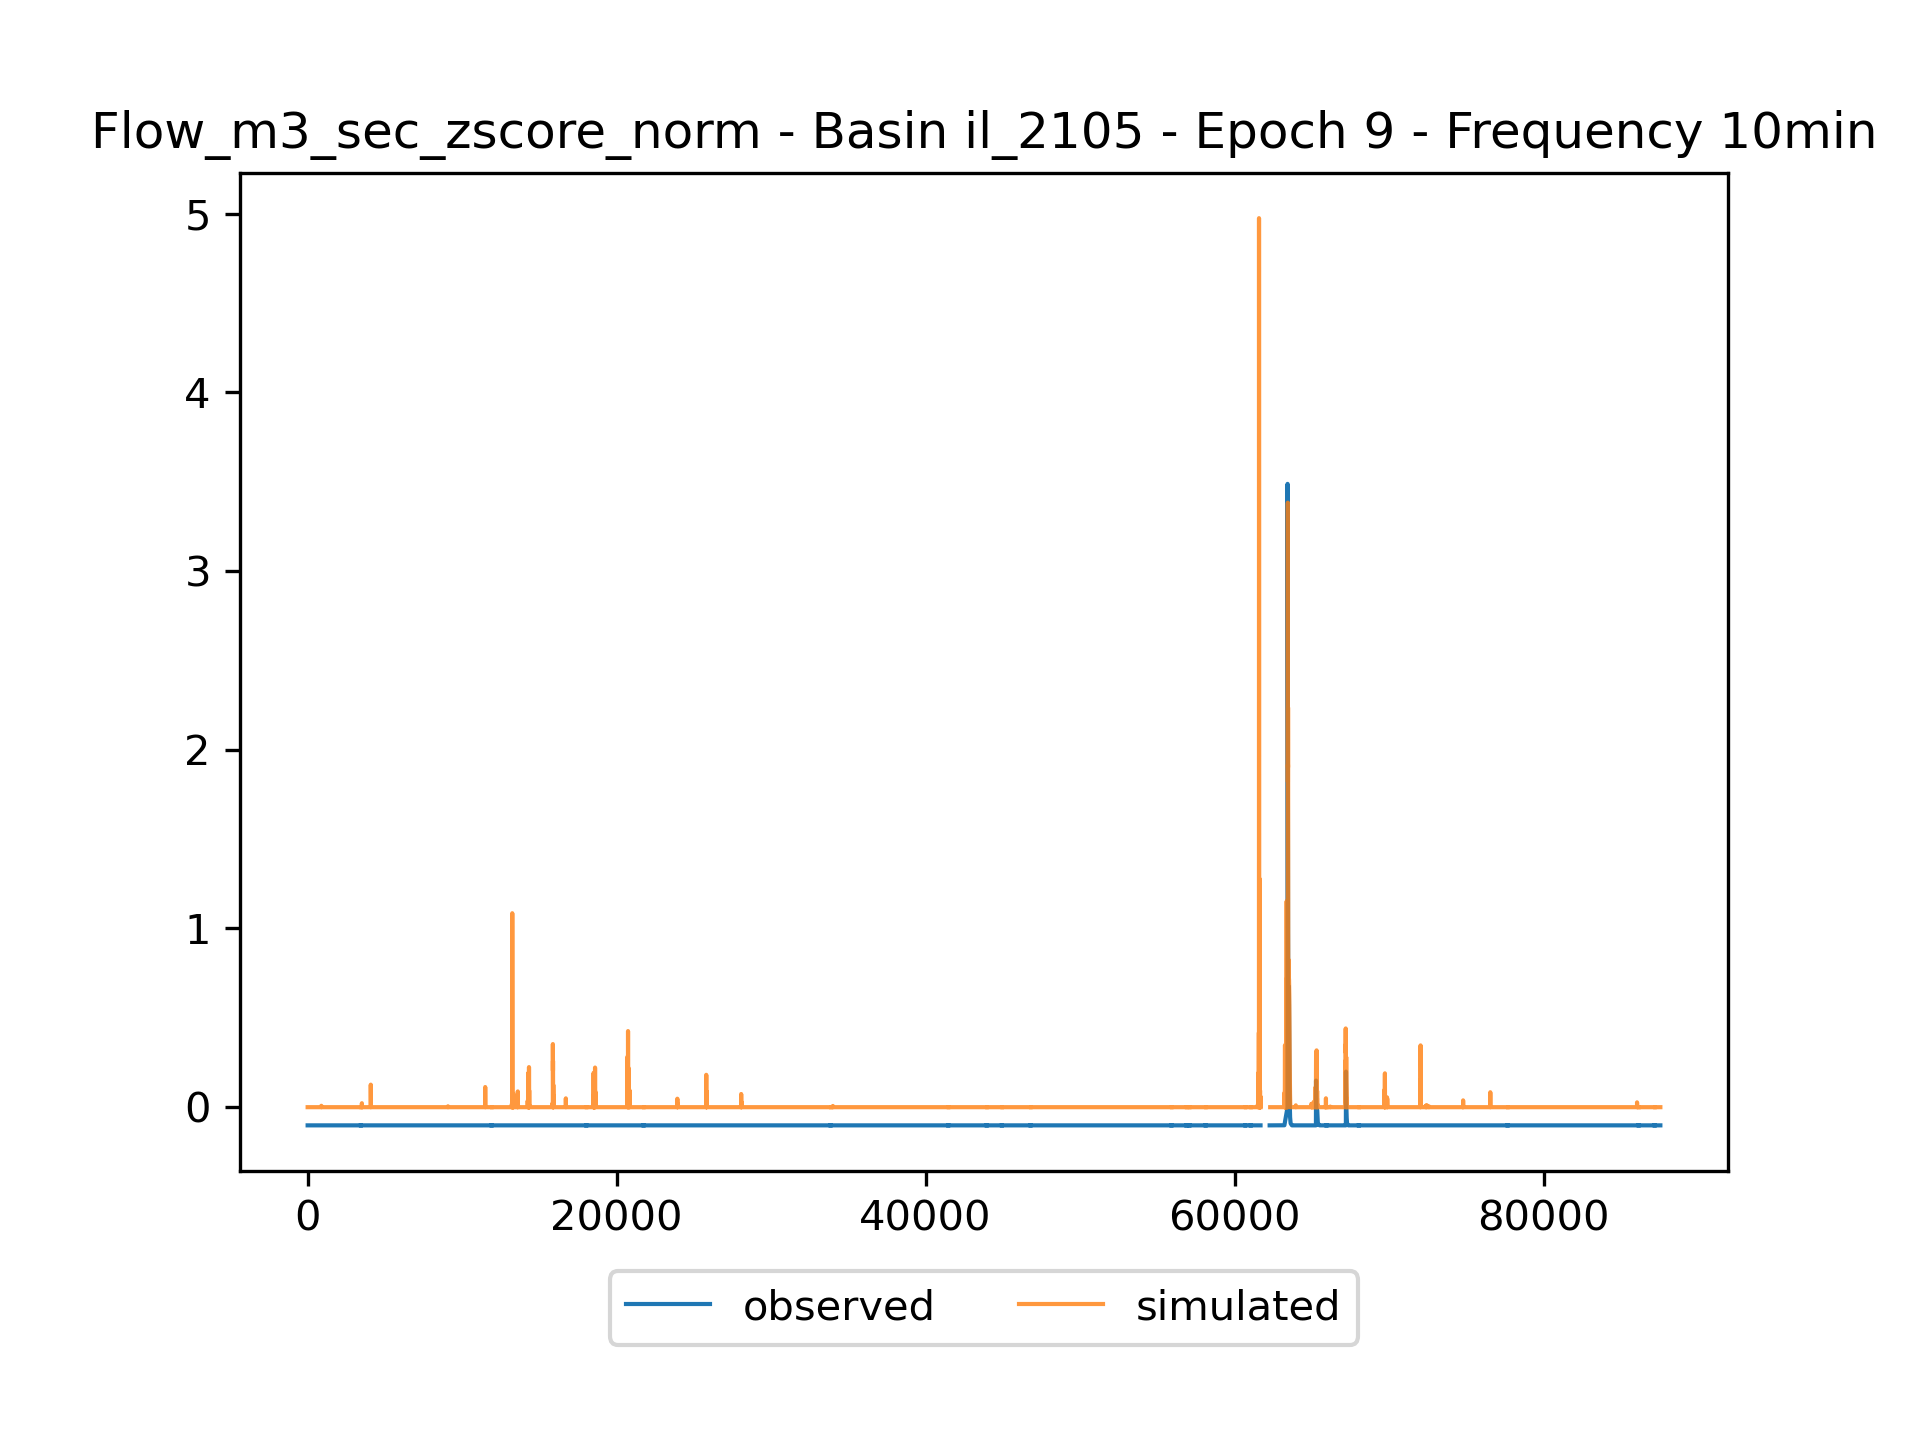 Flow_m3_sec_zscore_norm - Basin il_2105 - Epoch 9 - Frequency 10min
5
4
3
2
1
0
0 20000 40000 60000 80000
observed simulated